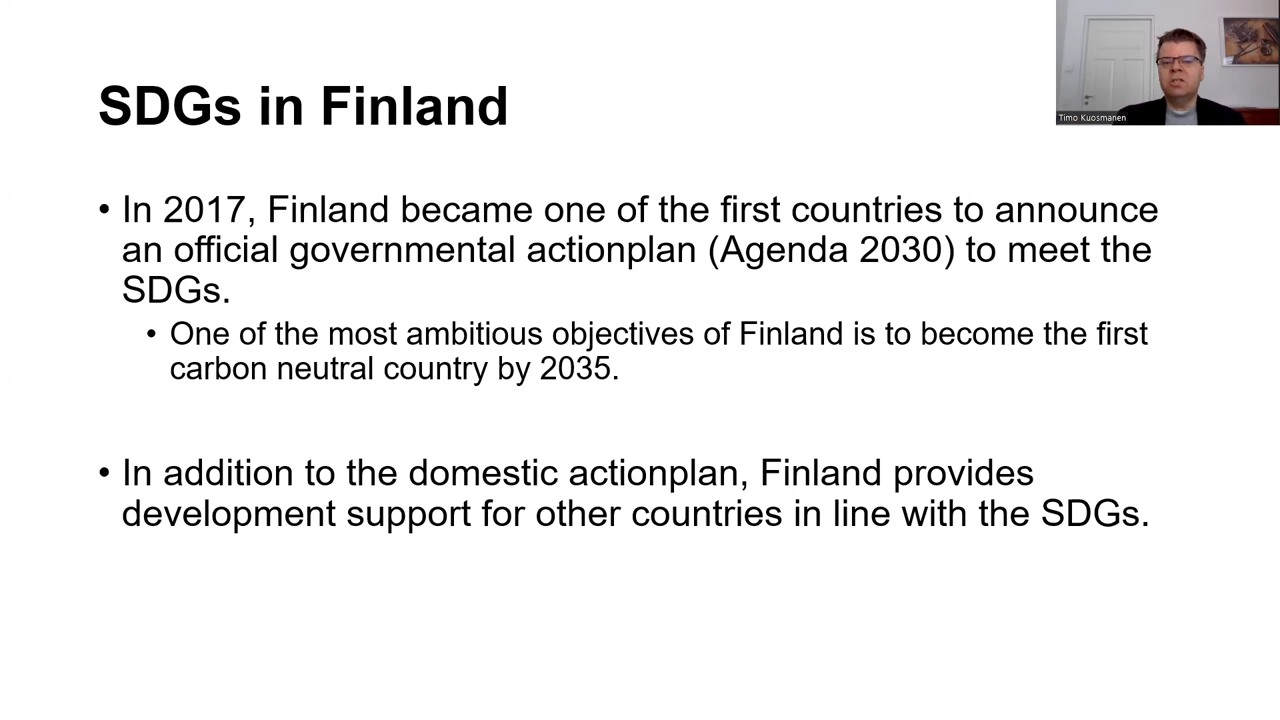 SDGs in Finland
Timo Kuosmanen
• In 2017, Finland became one of the first countries to announce
an official governmental actionplan (Agenda 2030) to meet the
SDGs.
• One of the most ambitious objectives of Finland is to become the first
carbon neutral country by 2035.
• In addition to the domestic actionplan, Finland provides
development support for other countries in line with the SDGs.